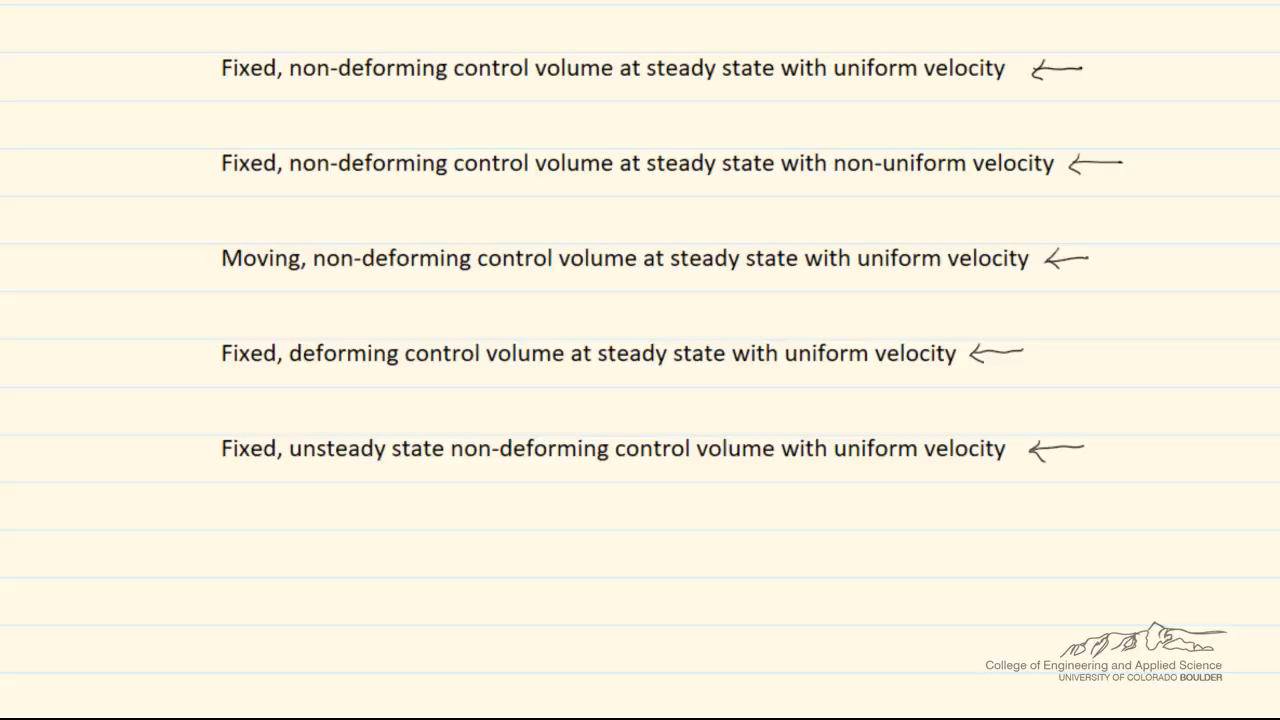 Fixed, non-deforming control volume at steady state with uniform velocity
Fixed, non-deforming control volume at steady state with non-uniform velocity
Moving, non-deforming control volume at steady state with uniform velocity
Fixed, deforming control volume at steady state with uniform velocity
Fixed, unsteady state non-deforming control volume with uniform velocity
College of Engineering and Applied Science
UNIVERSITY OF COLORADO BOULDER